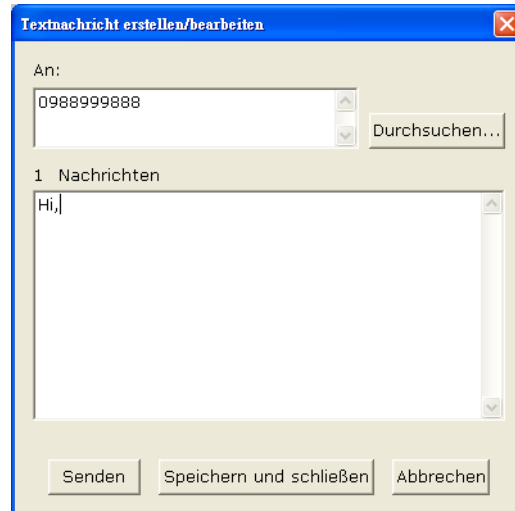 Textnachricht erstellen/bearbeiten
An:
0988999888
Durchsuchen...
1 Nachrichten
Hi,
Senden Speichern und schließen Abbrechen